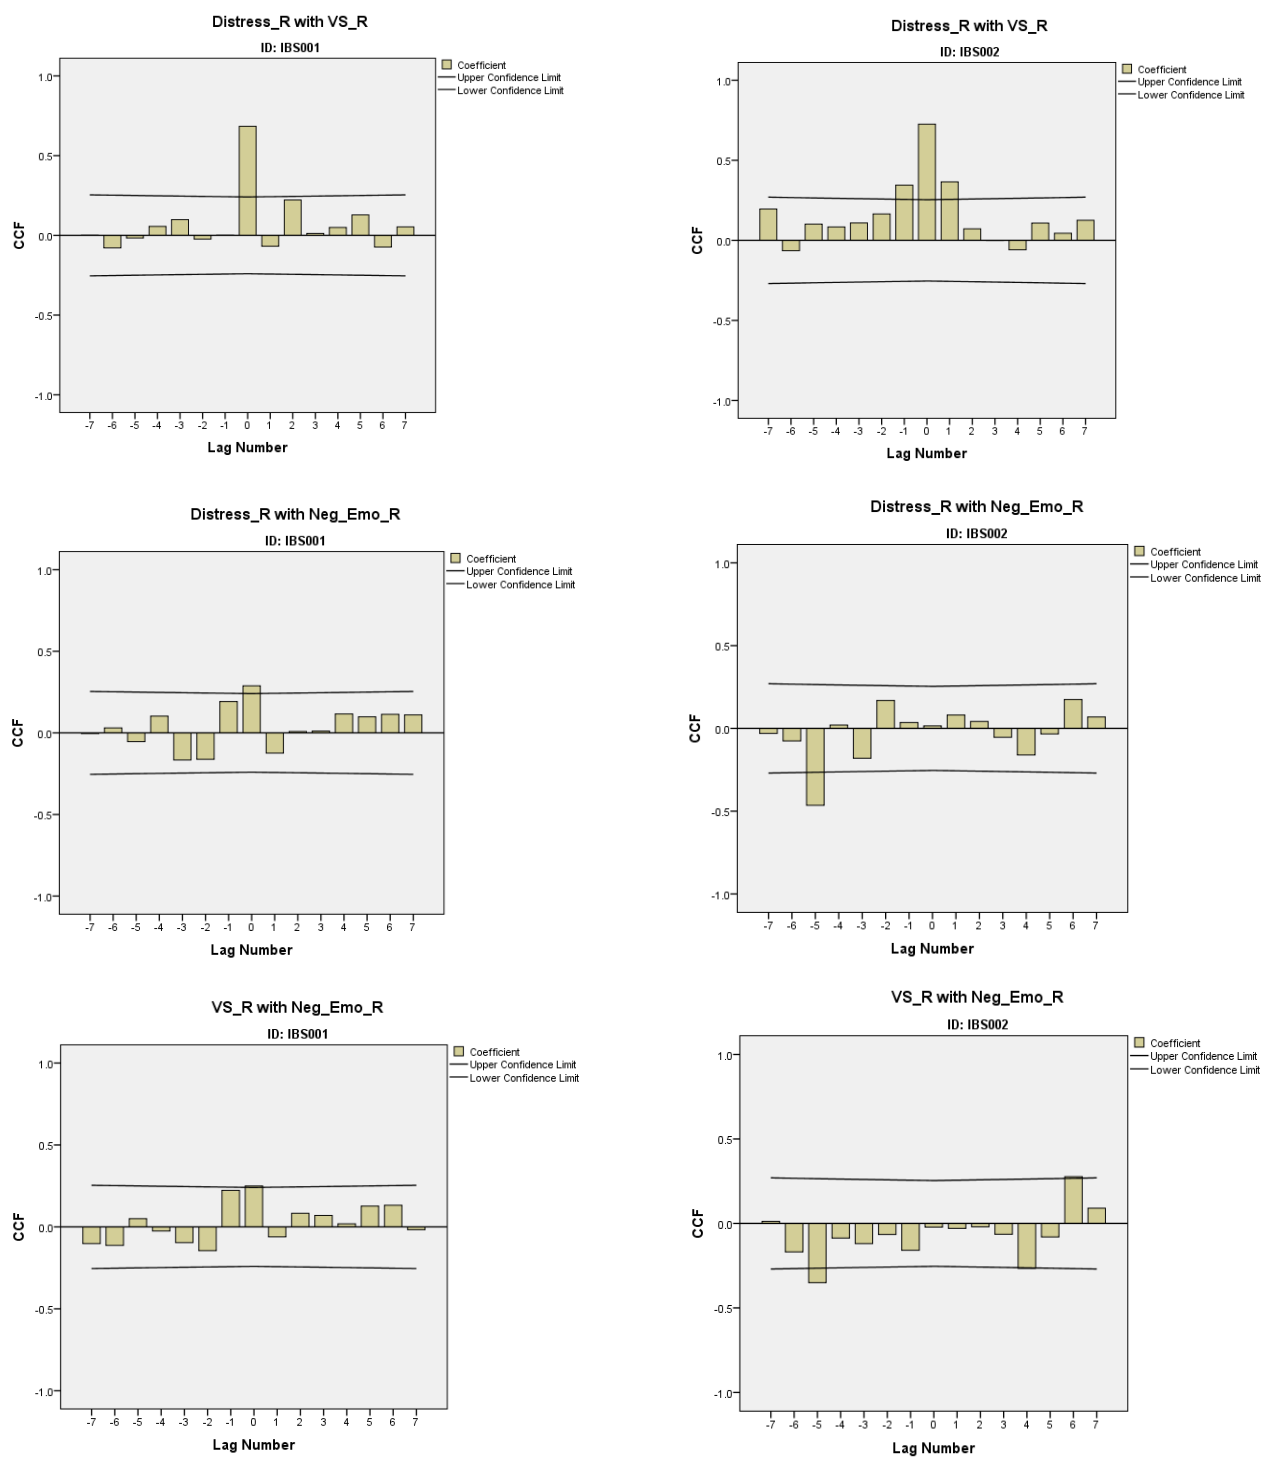 Distress_R with VS_R
ID: IBS001
Coefficient
Upper Confidence Limit
Lower Confidence Limit
1.0
0.5
0.0
-0.5
-1.0
CCF
-7 -6 -5 -4 -3 -2 -1 0 1 2 3 4 5 6 7
Lag Number
Distress_R with VS_R
ID: IBS002
Coefficient
Upper Confidence Limit
Lower Confidence Limit
1.0
0.5
0.0
-0.5
-1.0
CCF
-7 -6 -5 -4 -3 -2 -1 0 1 2 3 4 5 6 7
Lag Number
Distress_R with Neg_Emo_R
ID: IBS001
Coefficient
Upper Confidence Limit
Lower Confidence Limit
1.0
0.5
0.0
-0.5
-1.0
CCF
-7 -6 -5 -4 -3 -2 -1 0 1 2 3 4 5 6 7
Lag Number
Distress_R with Neg_Emo_R
ID: IBS002
Coefficient
Upper Confidence Limit
Lower Confidence Limit
1.0
0.5
0.0
-0.5
-1.0
CCF
-7 -6 -5 -4 -3 -2 -1 0 1 2 3 4 5 6 7
Lag Number
VS_R with Neg_Emo_R
ID: IBS001
Coefficient
Upper Confidence Limit
Lower Confidence Limit
1.0
0.5
0.0
-0.5
-1.0
CCF
-7 -6 -5 -4 -3 -2 -1 0 1 2 3 4 5 6 7
Lag Number
VS_R with Neg_Emo_R
ID: IBS002
Coefficient
Upper Confidence Limit
Lower Confidence Limit
1.0
0.5
0.0
-0.5
-1.0
CCF
-7 -6 -5 -4 -3 -2 -1 0 1 2 3 4 5 6 7
Lag Number